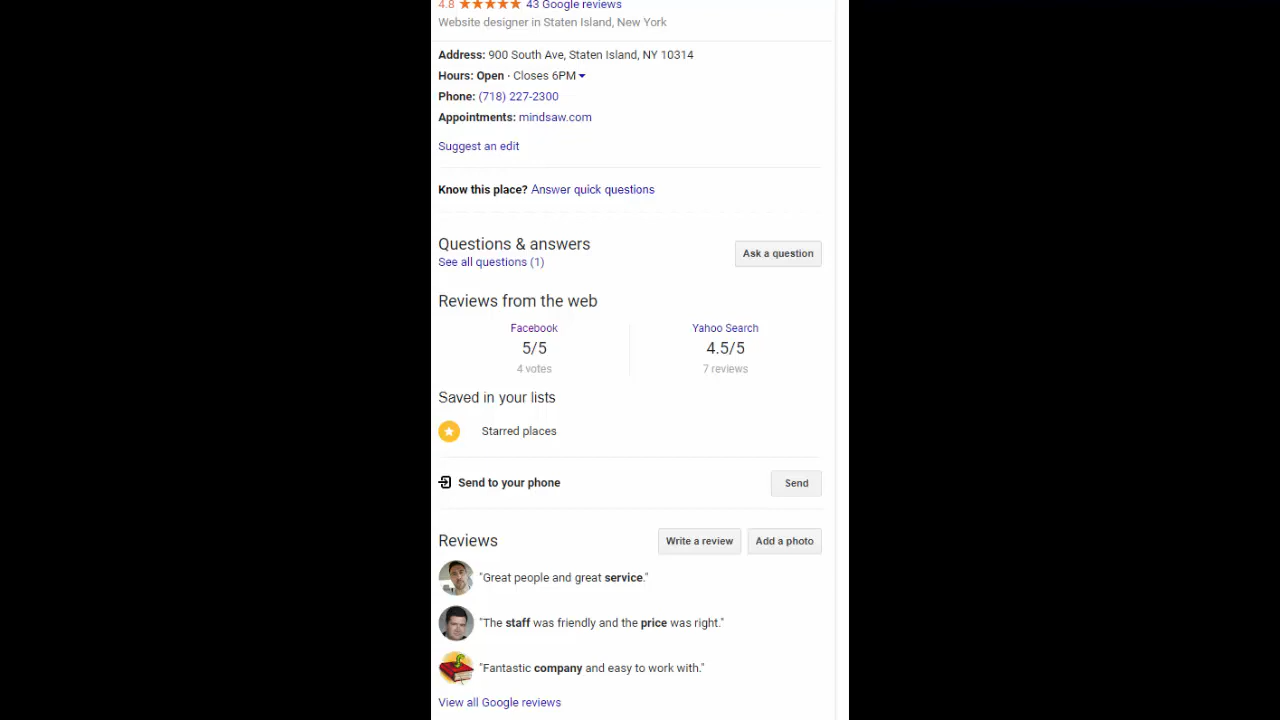 4.8 43 Google reviews
Website designer in Staten Island, New York
Address: 900 South Ave, Staten Island, NY 10314
Hours: Open · Closes 6PM
Phone: (718) 227-2300
Appointments: mindsaw.com
Suggest an edit
Know this place? Answer quick questions
Questions & answers
See all questions (1)
Ask a question
Reviews from the web
Facebook Yahoo Search
5/5 4.5/5
4 votes 7 reviews
Saved in your lists
Starred places
Send to your phone Send
Reviews Write a review Add a photo
"Great people and great service."
"The staff was friendly and the price was right."
"Fantastic company and easy to work with."
View all Google reviews